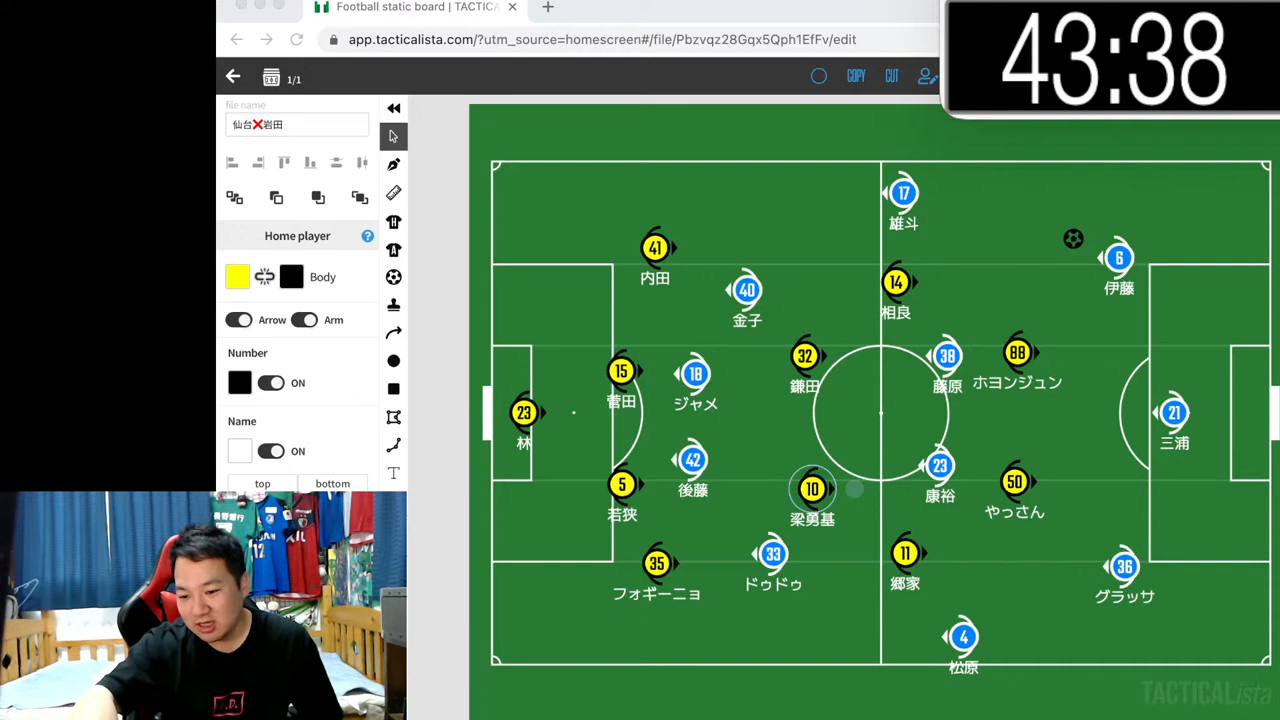 Football static board | TACTICA
43:38
app.tacticalista.com/?utm_source=homescreen#/file/Pbzvqz28Gqx5Qph1EfFv/edit
1/1
COPY
CUT
file name
仙台❌岩田
Home player
?
Body
Arrow
Arm
Number
ON
Name
ON
top
bottom
H
A
T
17
雄斗
41
内田
6
伊藤
14
相良
40
金子
32
鎌田
38
藤原
88
ホヨンジュン
15
菅田
18
ジャメ
23
林
21
三浦
42
後藤
23
康裕
5
若狭
10
梁勇基
50
やっさん
35
フォギーニョ
33
ドゥドゥ
11
郷家
36
グラッサ
4
松原
TACTICALista
12